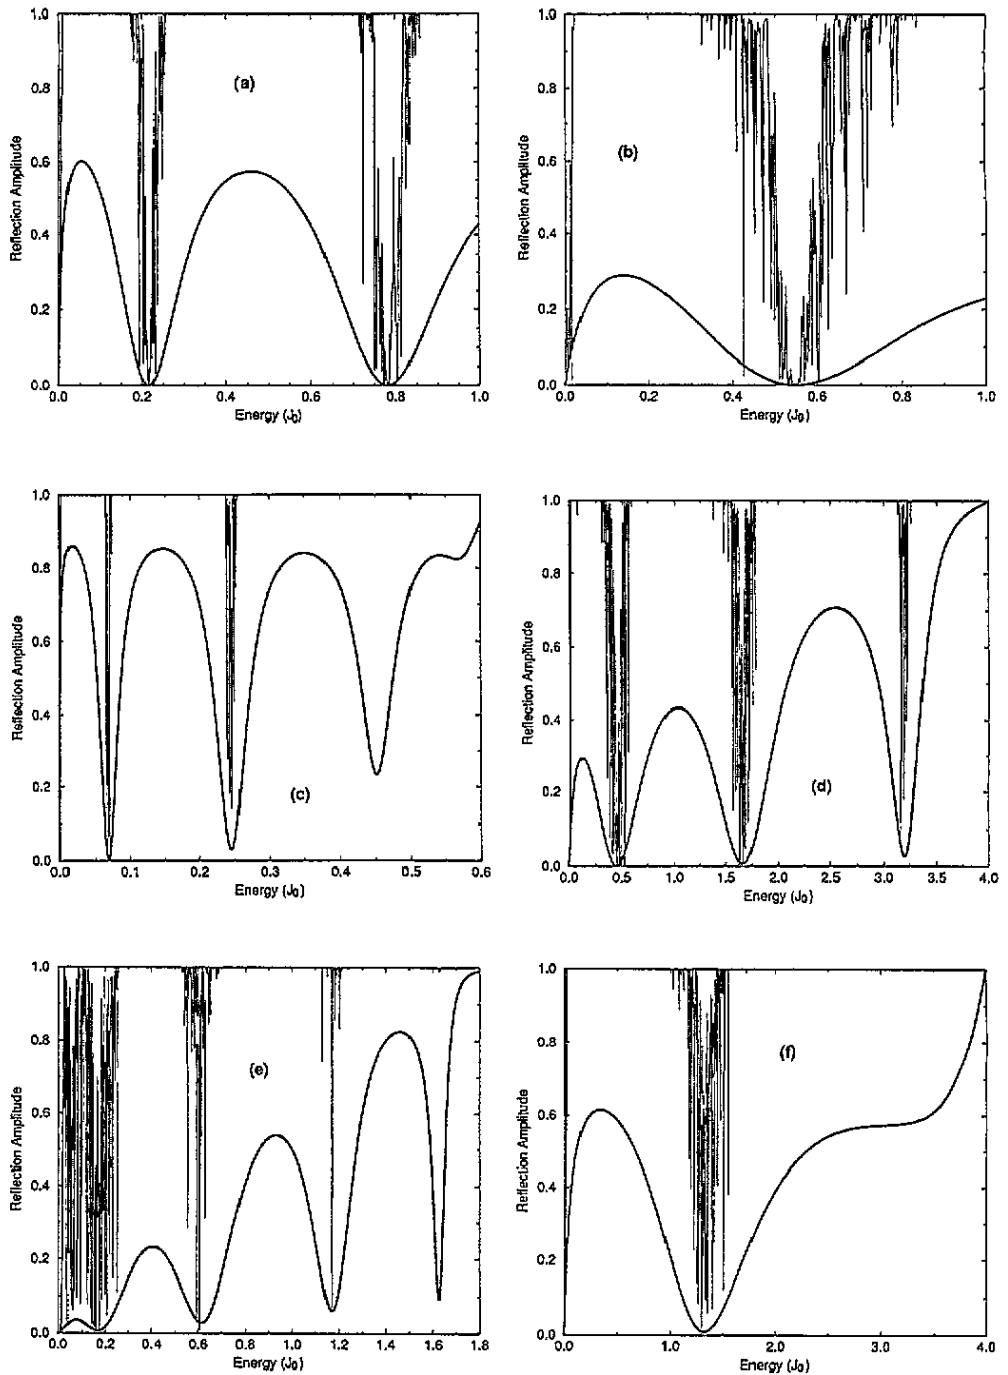 1.0
0.8
0.6
0.4
0.2
0.0
Reflection Amplitude
(a)
0.0 0.2 0.4 0.6 0.8 1.0
Energy (J₀)
1.0
0.8
0.6
0.4
0.2
0.0
Reflection Amplitude
(b)
0.0 0.2 0.4 0.6 0.8 1.0
Energy (J₀)
1.0
0.8
0.6
0.4
0.2
0.0
Reflection Amplitude
(c)
0.0 0.1 0.2 0.3 0.4 0.5 0.6
Energy (J₀)
1.0
0.8
0.6
0.4
0.2
0.0
Reflection Amplitude
(d)
0.0 0.5 1.0 1.5 2.0 2.5 3.0 3.5 4.0
Energy (J₀)
1.0
0.8
0.6
0.4
0.2
0.0
Reflection Amplitude
(e)
0.0 0.2 0.4 0.6 0.8 1.0 1.2 1.4 1.6 1.8
Energy (J₀)
1.0
0.8
0.6
0.4
0.2
0.0
Reflection Amplitude
(f)
0.0 1.0 2.0 3.0 4.0
Energy (J₀)